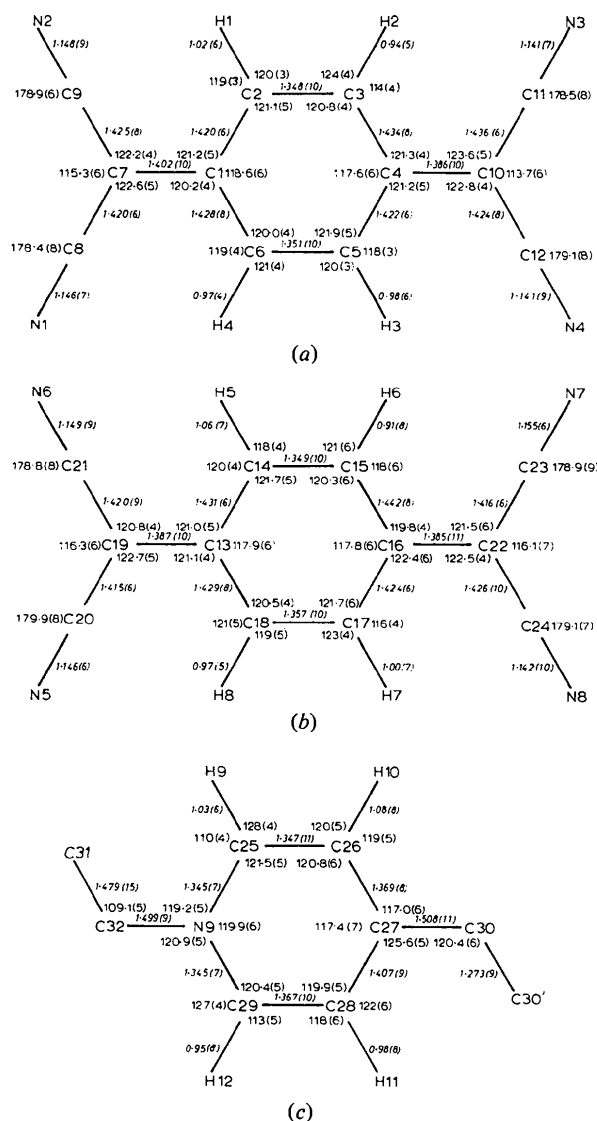 N2 H1 H2 N3
1·148(9) 1·02(6) 0·94(5) 1·141(7)
178·9(6) C9 119(3) 120(3) C2 1·348(10) 124(4) C3 114(4) C11 178·5(8)
121·1(5) 120·8(4)
1·425(8) 1·420(6) 1·434(8) 1·436(6)
122·2(4) 1·402(10) 121·2(5) 121·3(4) 1·386(10) 123·6(5)
115·3(6) C7 C1 118·6(6) 117·6(6) C4 C10 113·7(6)
122·6(5) 120·2(4) 121·2(5) 122·8(4)
1·420(6) 1·428(8) 1·422(6) 1·424(8)
178·4(8) C8 120·0(4) 119(4) C6 1·351(10) 121·9(5) C5 118(3) C12 179·1(8)
121(4) 120(3)
1·146(7) 0·97(4) 0·98(6) 1·141(9)
N1 H4 H3 N4
(a)
N6 H5 H6 N7
1·149(9) 1·06(7) 0·91(8) 1·155(6)
178·8(8) C21 118(4) 120(4) C14 1·349(10) 121(6) C15 118(6) C23 178·9(9)
121·7(5) 120·3(6)
1·420(9) 1·431(6) 1·442(8) 1·416(6)
120·8(4) 1·387(10) 121·0(5) 119·8(4) 1·385(11) 121·5(6)
116·3(6) C19 C13 117·9(6) 117·8(6) C16 C22 116·1(7)
122·7(5) 121·1(4) 122·4(6) 122·5(4)
1·415(6) 1·429(8) 1·424(6) 1·426(10)
179·9(8) C20 120·5(4) 121(5) C18 1·357(10) 121·7(6) C17 116(4) C24 179·1(7)
119(5) 123(4)
1·146(6) 0·97(5) 1·00(7) 1·142(10)
N5 H8 H7 N8
(b)
H9 H10
1·03(6) 1·08(8)
C31 110(4) 128(4) C25 1·347(11) 120(5) C26 119(5)
121·5(5) 120·8(6)
1·479(15) 1·345(7) 1·369(8)
109·1(5) 1·499(9) 119·2(5) 117·0(6) 1·508(11)
C32 N9 119·9(6) 117·4(7) C27 C30
120·9(5) 125·6(5) 120·4(6)
1·345(7) 1·407(9) 1·273(9)
120·4(5) 127(4) C29 1·367(10) 119·9(5) C28 122(6) C30'
113(5) 118(6)
0·95(8) 0·98(8)
H12 H11
(c)